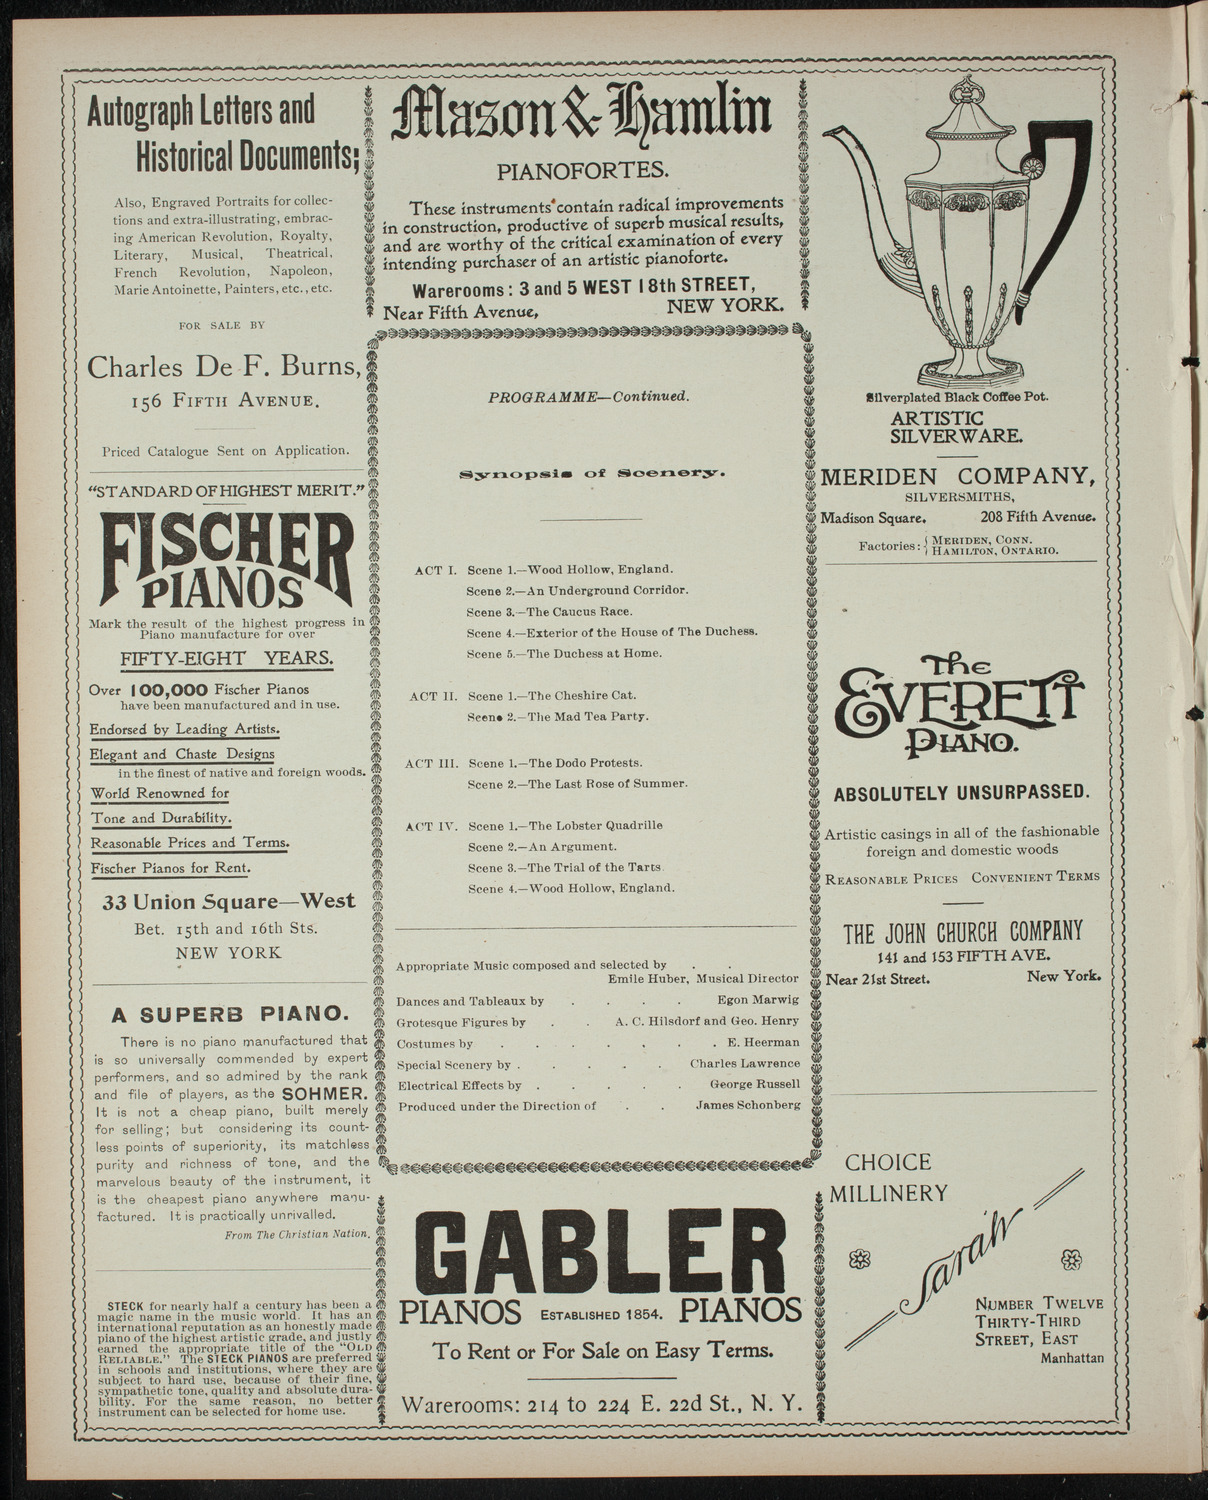 Autograph Letters and
Historical Documents;
Also, Engraved Portraits for collec-
tions and extra-illustrating, embrac-
ing American Revolution, Royalty,
Literary, Musical, Theatrical,
French Revolution, Napoleon,
Marie Antoinette, Painters, etc., etc.
FOR SALE BY
Charles De F. Burns,
156 FIFTH AVENUE.
Priced Catalogue Sent on Application.
"STANDARD OF HIGHEST MERIT."
FISCHER
PIANOS
Mark the result of the highest progress in
Piano manufacture for over
FIFTY-EIGHT YEARS.
Over 100,000 Fischer Pianos
have been manufactured and in use.
Endorsed by Leading Artists.
Elegant and Chaste Designs
in the finest of native and foreign woods.
World Renowned for
Tone and Durability.
Reasonable Prices and Terms.
Fischer Pianos for Rent.
33 Union Square—West
Bet. 15th and 16th Sts.
NEW YORK
A SUPERB PIANO.
There is no piano manufactured that
is so universally commended by expert
performers, and so admired by the rank
and file of players, as the SOHMER.
It is not a cheap piano, built merely
for selling; but considering its count-
less points of superiority, its matchless
purity and richness of tone, and the
marvelous beauty of the instrument, it
is the cheapest piano anywhere manu-
factured. It is practically unrivalled.
From The Christian Nation.
STECK for nearly half a century has been a
magic name in the music world. It has an
international reputation as an honestly made
piano of the highest artistic grade, and justly
earned the appropriate title of the "OLD
RELIABLE." The STECK PIANOS are preferred
in schools and institutions, where they are
subject to hard use, because of their fine,
sympathetic tone, quality and absolute dura-
bility. For the same reason, no better
instrument can be selected for home use.
Mason & Hamlin
PIANOFORTES.
These instruments contain radical improvements
in construction, productive of superb musical results,
and are worthy of the critical examination of every
intending purchaser of an artistic pianoforte.
Warerooms: 3 and 5 WEST 18th STREET,
Near Fifth Avenue, NEW YORK.
PROGRAMME—Continued.
Synopsis of Scenery.
ACT I. Scene 1.—Wood Hollow, England.
Scene 2.—An Underground Corridor.
Scene 3.—The Caucus Race.
Scene 4.—Exterior of the House of The Duchess.
Scene 5.—The Duchess at Home.
ACT II. Scene 1.—The Cheshire Cat.
Scene 2.—The Mad Tea Party.
ACT III. Scene 1.—The Dodo Protests.
Scene 2.—The Last Rose of Summer.
ACT IV. Scene 1.—The Lobster Quadrille
Scene 2.—An Argument.
Scene 3.—The Trial of the Tarts.
Scene 4.—Wood Hollow, England.
Appropriate Music composed and selected by . .
Emile Huber, Musical Director
Dances and Tableaux by . . . . Egon Marwig
Grotesque Figures by . . A. C. Hilsdorf and Geo. Henry
Costumes by . . . . . . . E. Heerman
Special Scenery by . . . . . Charles Lawrence
Electrical Effects by . . . . . George Russell
Produced under the Direction of . . James Schonberg
GABLER
PIANOS ESTABLISHED 1854. PIANOS
To Rent or For Sale on Easy Terms.
Warerooms: 214 to 224 E. 22d St., N. Y.
Silverplated Black Coffee Pot.
ARTISTIC
SILVERWARE.
MERIDEN COMPANY,
SILVERSMITHS,
Madison Square. 208 Fifth Avenue.
Factories: { MERIDEN, CONN.
HAMILTON, ONTARIO.
The
EVERETT
PIANO.
ABSOLUTELY UNSURPASSED.
Artistic casings in all of the fashionable
foreign and domestic woods
REASONABLE PRICES CONVENIENT TERMS
THE JOHN CHURCH COMPANY
141 and 153 FIFTH AVE.
Near 21st Street. New York.
CHOICE
MILLINERY
Sarah
NUMBER TWELVE
THIRTY-THIRD
STREET, EAST
Manhattan